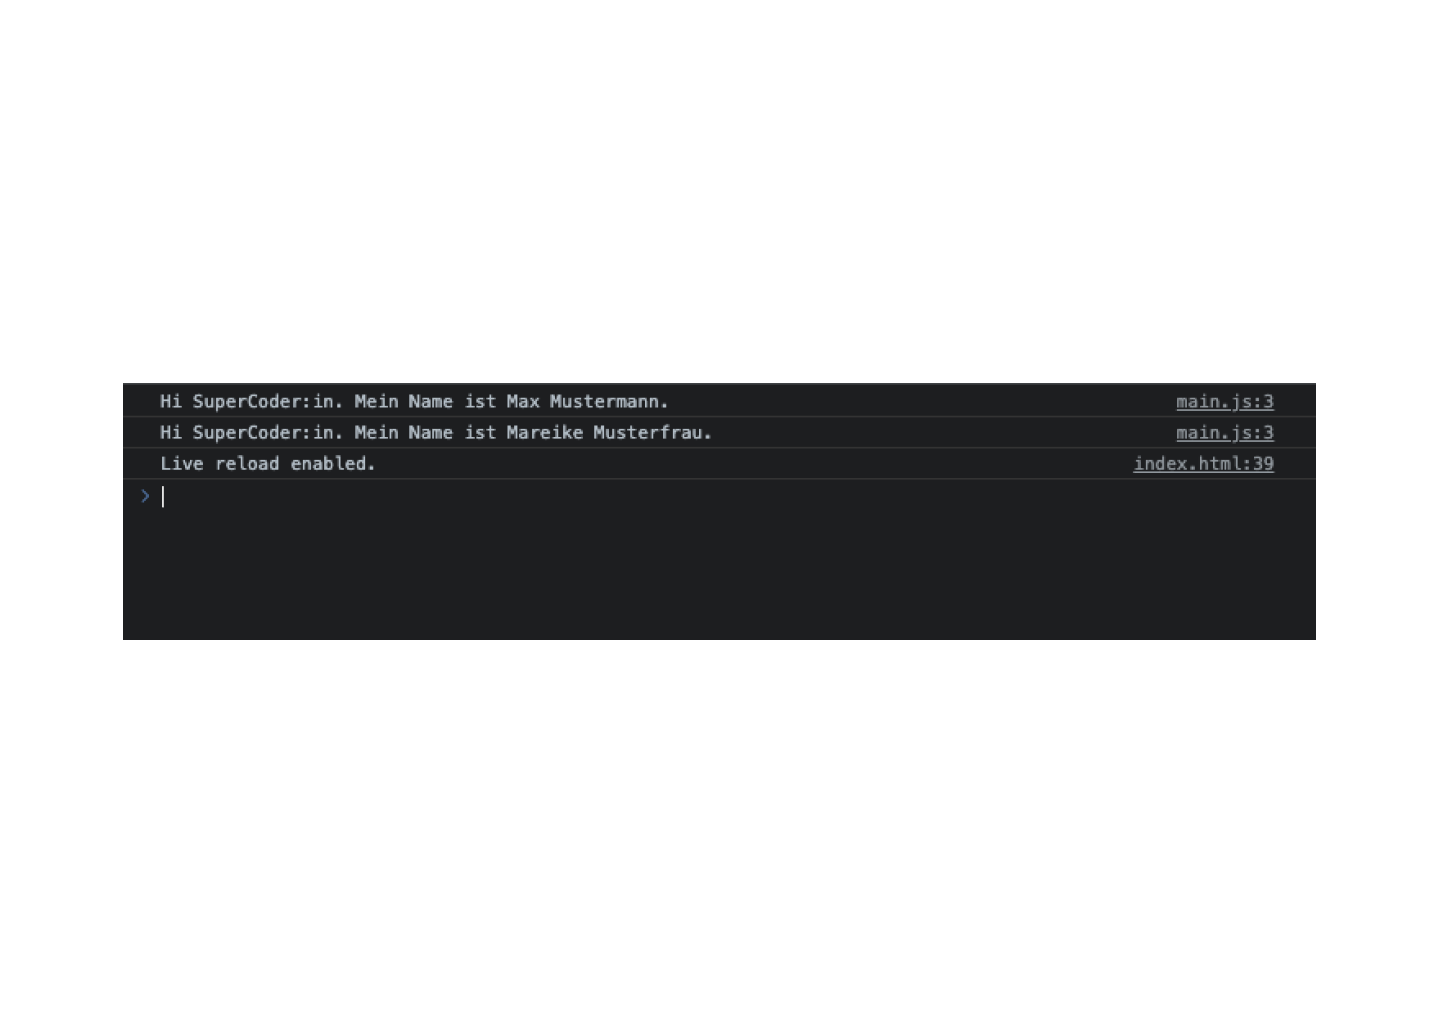 Hi SuperCoder:in. Mein Name ist Max Mustermann. main.js:3
Hi SuperCoder:in. Mein Name ist Mareike Musterfrau. main.js:3
Live reload enabled. index.html:39
>